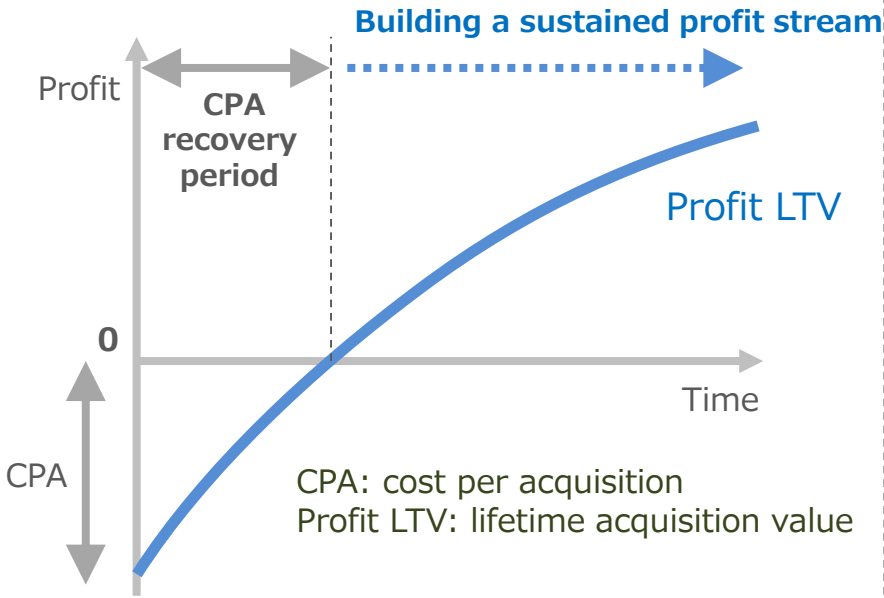 Building a sustained profit stream
Profit
CPA
recovery
period
Profit LTV
0
Time
CPA
CPA: cost per acquisition
Profit LTV: lifetime acquisition value